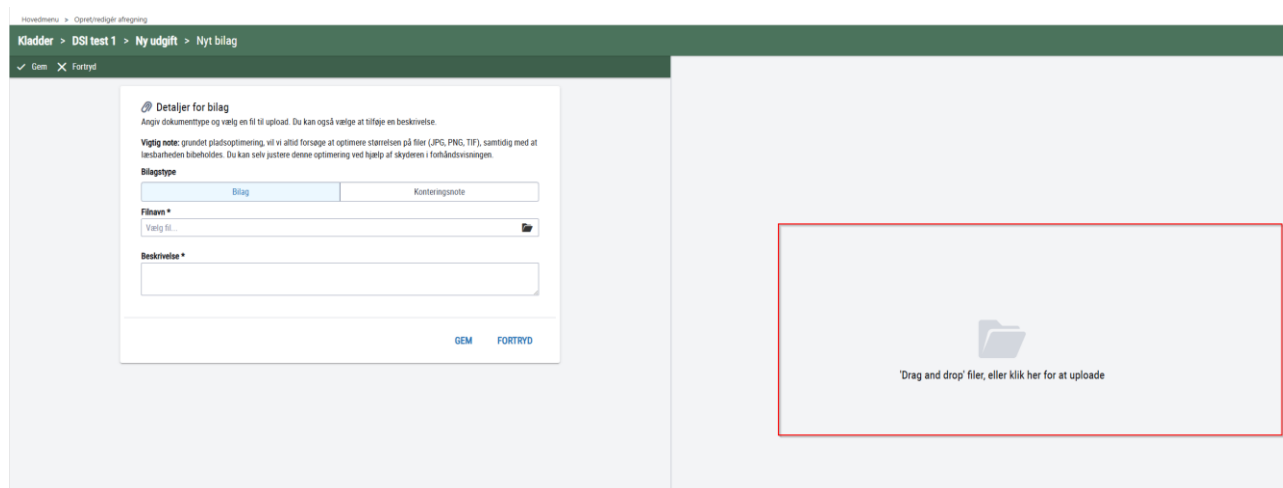 Hovedmenu > Opret/redigér afregning
Kladder > DSI test 1 > Ny udgift > Nyt bilag
Gem Fortryd
Detaljer for bilag
Angiv dokumenttype og vælg en fil til upload. Du kan også vælge at tilføje en beskrivelse.
Vigtig note: grundet pladsoptimering, vil vi altid forsøge at optimere størrelsen på filer (JPG, PNG, TIF), samtidig med at
læsbarheden bibeholdes. Du kan selv justere denne optimering ved hjælp af skyderen i forhåndsvisningen.
Bilagstype
Bilag Konteringsnote
Filnavn *
Vælg fil...
Beskrivelse *
GEM FORTRYD
'Drag and drop' filer, eller klik her for at uploade